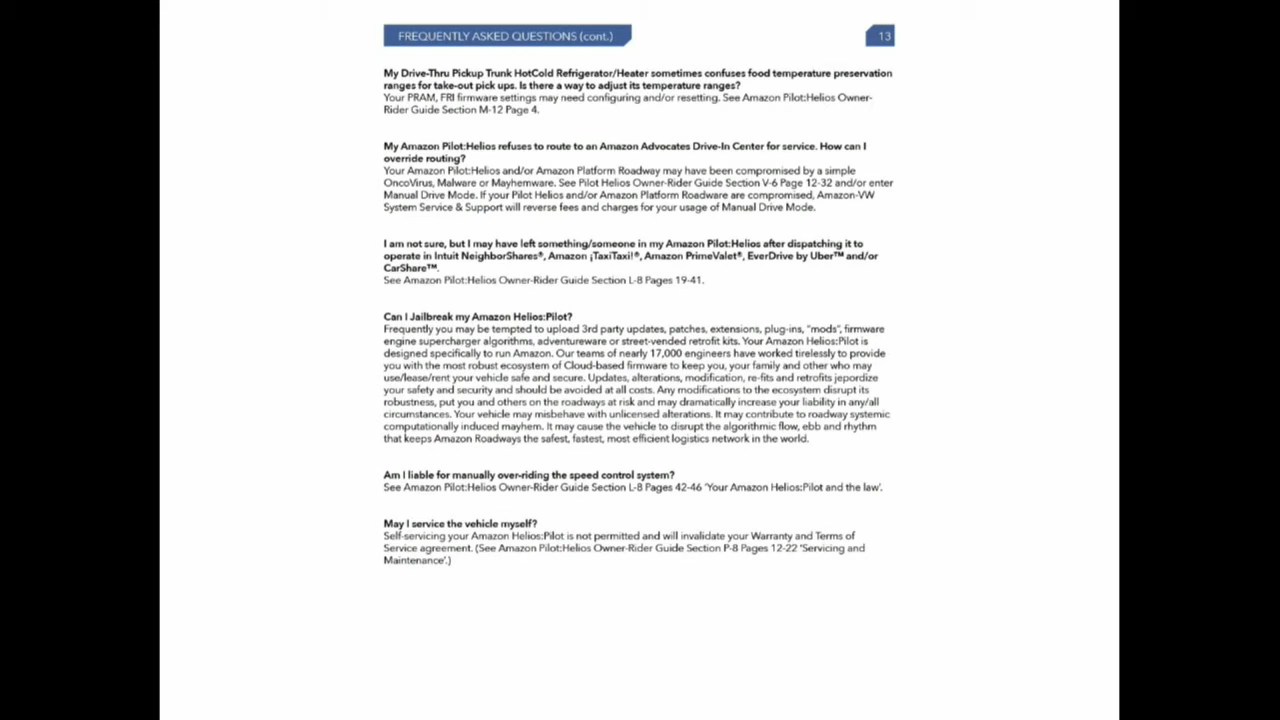 FREQUENTLY ASKED QUESTIONS (cont.)
13
My Drive-Thru Pickup Trunk HotCold Refrigerator/Heater sometimes confuses food temperature preservation
ranges for take-out pick ups. Is there a way to adjust its temperature ranges?
Your PRAM, FRI firmware settings may need configuring and/or resetting. See Amazon Pilot:Helios Owner-
Rider Guide Section M-12 Page 4.
My Amazon Pilot:Helios refuses to route to an Amazon Advocates Drive-In Center for service. How can I
override routing?
Your Amazon Pilot:Helios and/or Amazon Platform Roadway may have been compromised by a simple
OncoVirus, Malware or Mayhemware. See Pilot Helios Owner-Rider Guide Section V-6 Page 12-32 and/or enter
Manual Drive Mode. If your Pilot Helios and/or Amazon Platform Roadware are compromised, Amazon-VW
System Service & Support will reverse fees and charges for your usage of Manual Drive Mode.
I am not sure, but I may have left something/someone in my Amazon Pilot:Helios after dispatching it to
operate in Intuit NeighborShares®, Amazon ¡TaxiTaxi!®, Amazon PrimeValet®, EverDrive by Uber™ and/or
CarShare™.
See Amazon Pilot:Helios Owner-Rider Guide Section L-8 Pages 19-41.
Can I Jailbreak my Amazon Helios:Pilot?
Frequently you may be tempted to upload 3rd party updates, patches, extensions, plug-ins, "mods", firmware
engine supercharger algorithms, adventureware or street-vended retrofit kits. Your Amazon Helios:Pilot is
designed specifically to run Amazon. Our teams of nearly 17,000 engineers have worked tirelessly to provide
you with the most robust ecosystem of Cloud-based firmware to keep you, your family and other who may
use/lease/rent your vehicle safe and secure. Updates, alterations, modification, re-fits and retrofits jepordize
your safety and security and should be avoided at all costs. Any modifications to the ecosystem disrupt its
robustness, put you and others on the roadways at risk and may dramatically increase your liability in any/all
circumstances. Your vehicle may misbehave with unlicensed alterations. It may contribute to roadway systemic
computationally induced mayhem. It may cause the vehicle to disrupt the algorithmic flow, ebb and rhythm
that keeps Amazon Roadways the safest, fastest, most efficient logistics network in the world.
Am I liable for manually over-riding the speed control system?
See Amazon Pilot:Helios Owner-Rider Guide Section L-8 Pages 42-46 'Your Amazon Helios:Pilot and the law'.
May I service the vehicle myself?
Self-servicing your Amazon Helios:Pilot is not permitted and will invalidate your Warranty and Terms of
Service agreement. (See Amazon Pilot:Helios Owner-Rider Guide Section P-8 Pages 12-22 'Servicing and
Maintenance'.)